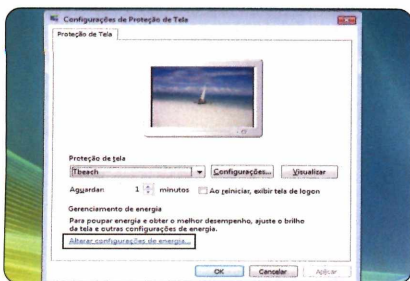 Configurações de Proteção de Tela
Proteção de Tela
Proteção de tela
Tbeach
Configurações...
Visualizar
Aguardar: 1 minutos
Ao reiniciar, exibir tela de logon
Gerenciamento de energia
Para poupar energia e obter o melhor desempenho, ajuste o brilho
da tela e outras configurações de energia.
Alterar configurações de energia...
OK
Cancelar
Aplicar